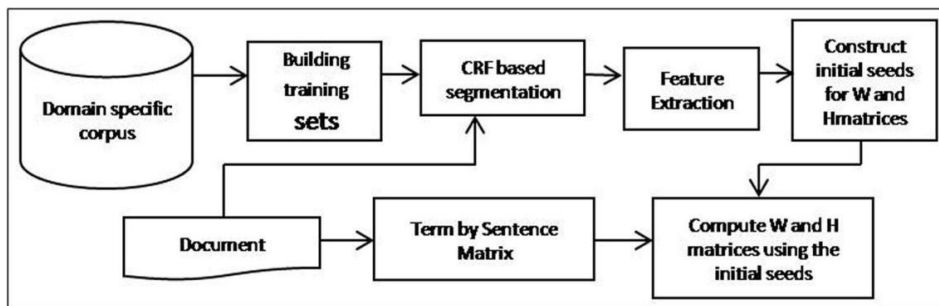 Domain specific
corpus
Building
training
sets
CRF based
segmentation
Feature
Extraction
Construct
initial seeds
for W and
Hmatrices
Document
Term by Sentence
Matrix
Compute W and H
matrices using the
initial seeds